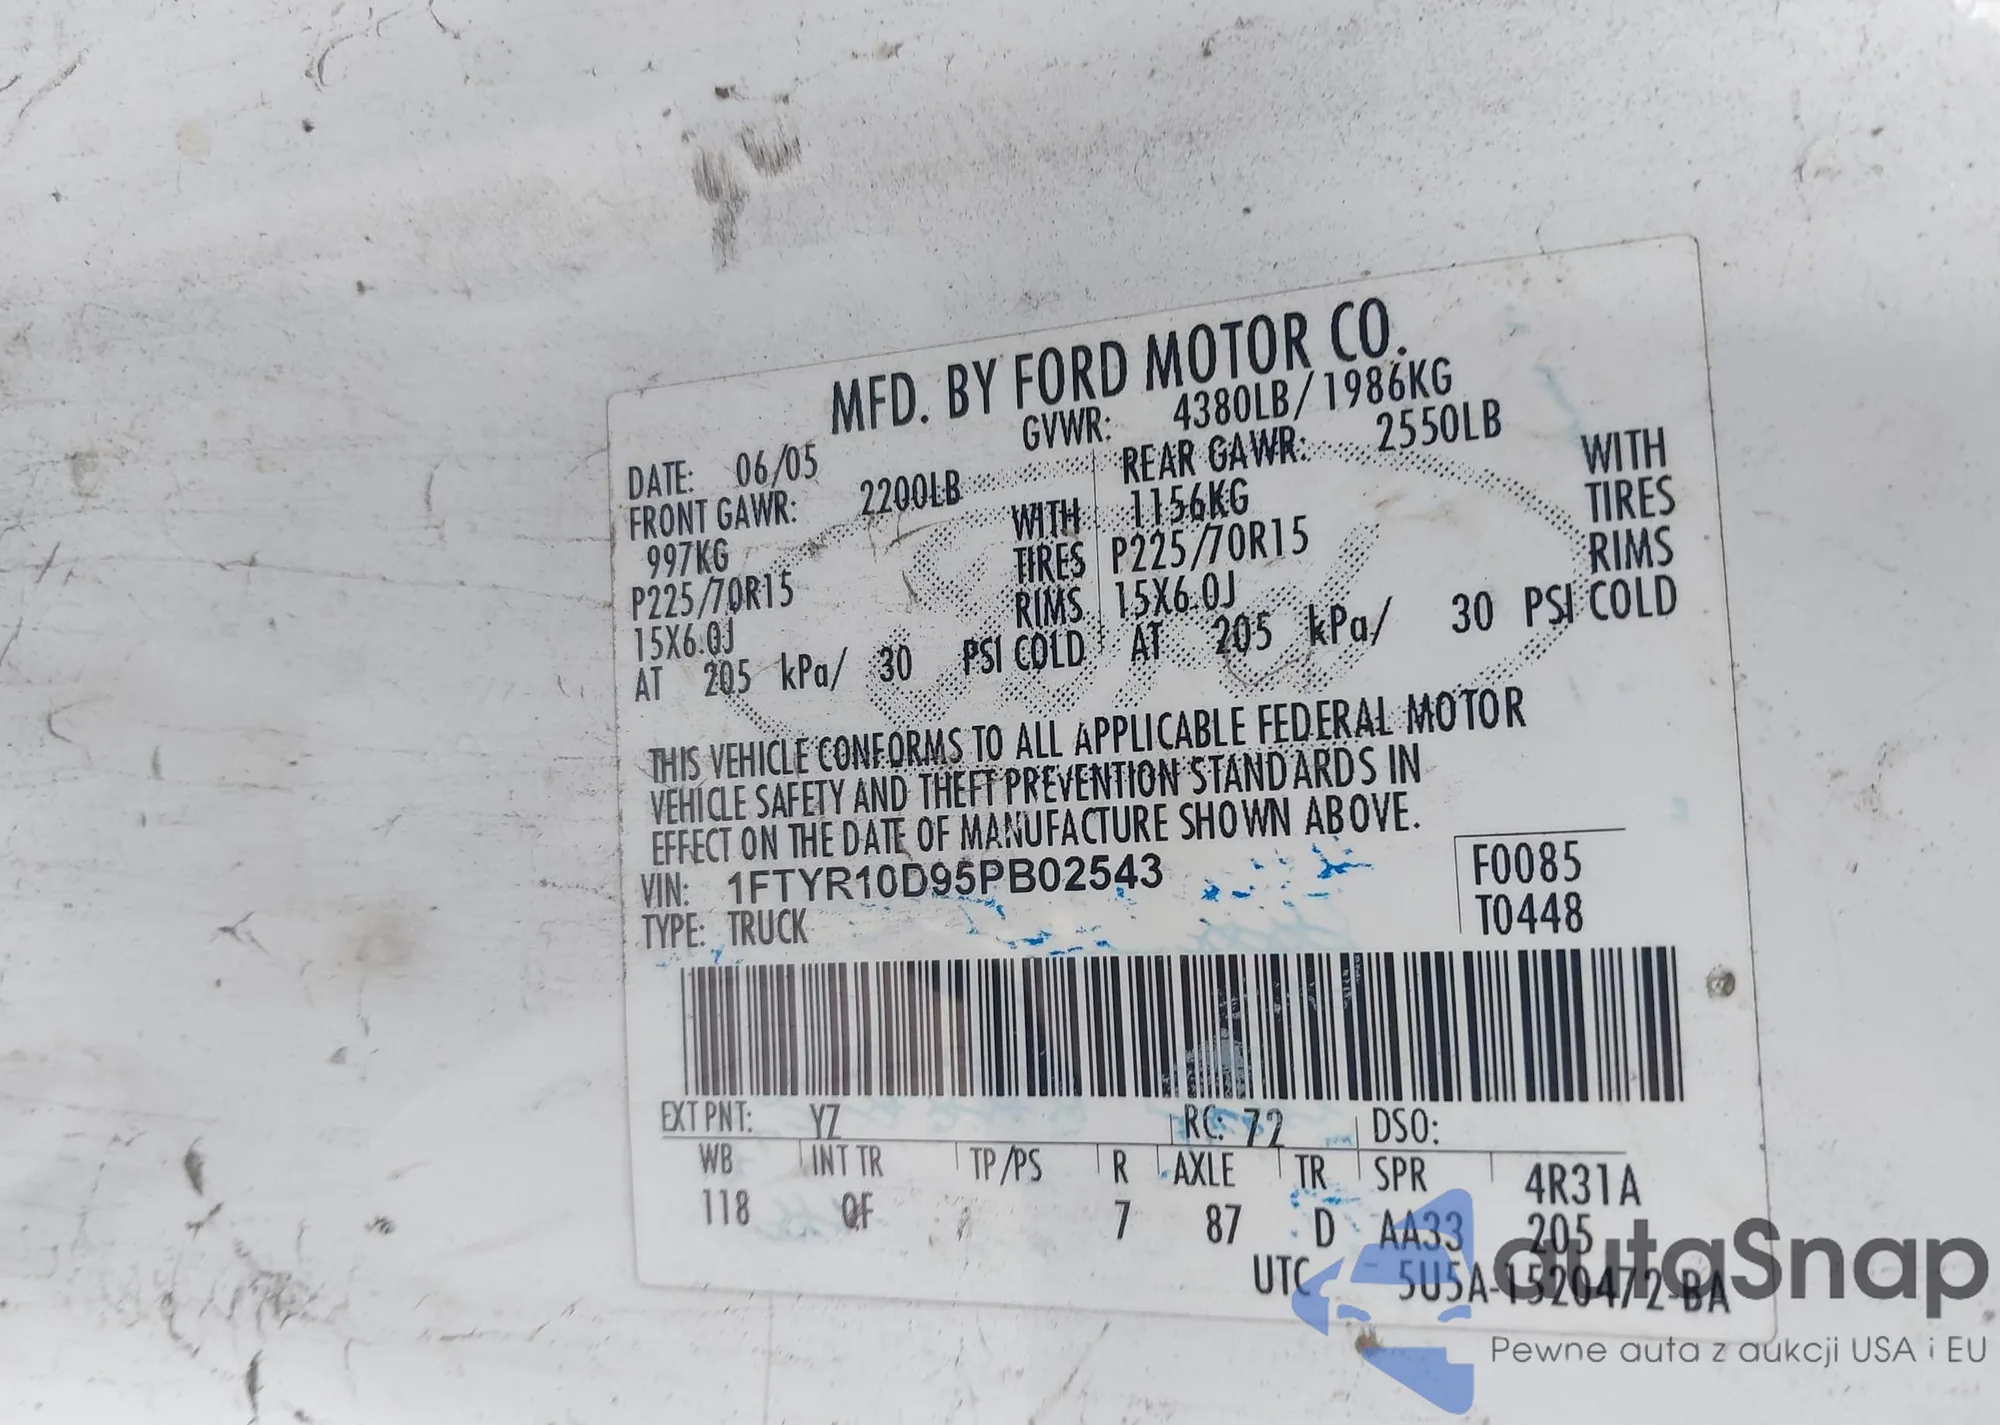 MFD. BY FORD MOTOR CO.
DATE: 06/05 GVWR: 4380LB/1986KG
FRONT GAWR: 2200LB REAR GAWR: 2550LB
997KG WITH 1156KG WITH
P225/70R15 TIRES P225/70R15 TIRES
15X6.0J RIMS 15X6.0J RIMS
AT 205 kPa/ 30 PSI COLD AT 205 kPa/ 30 PSI COLD
THIS VEHICLE CONFORMS TO ALL APPLICABLE FEDERAL MOTOR
VEHICLE SAFETY AND THEFT PREVENTION STANDARDS IN
EFFECT ON THE DATE OF MANUFACTURE SHOWN ABOVE.
VIN: 1FTYR10D95PB02543 F0085
TYPE: TRUCK T0448
EXT PNT: YZ RC: 72 DSO:
WB INT TR TP/PS R AXLE TR SPR 4R31A
118 QF 7 87 D AA33 205
UTC 5U5A-1520472-BA
autaSnap
Pewne auta z aukcji USA i EU